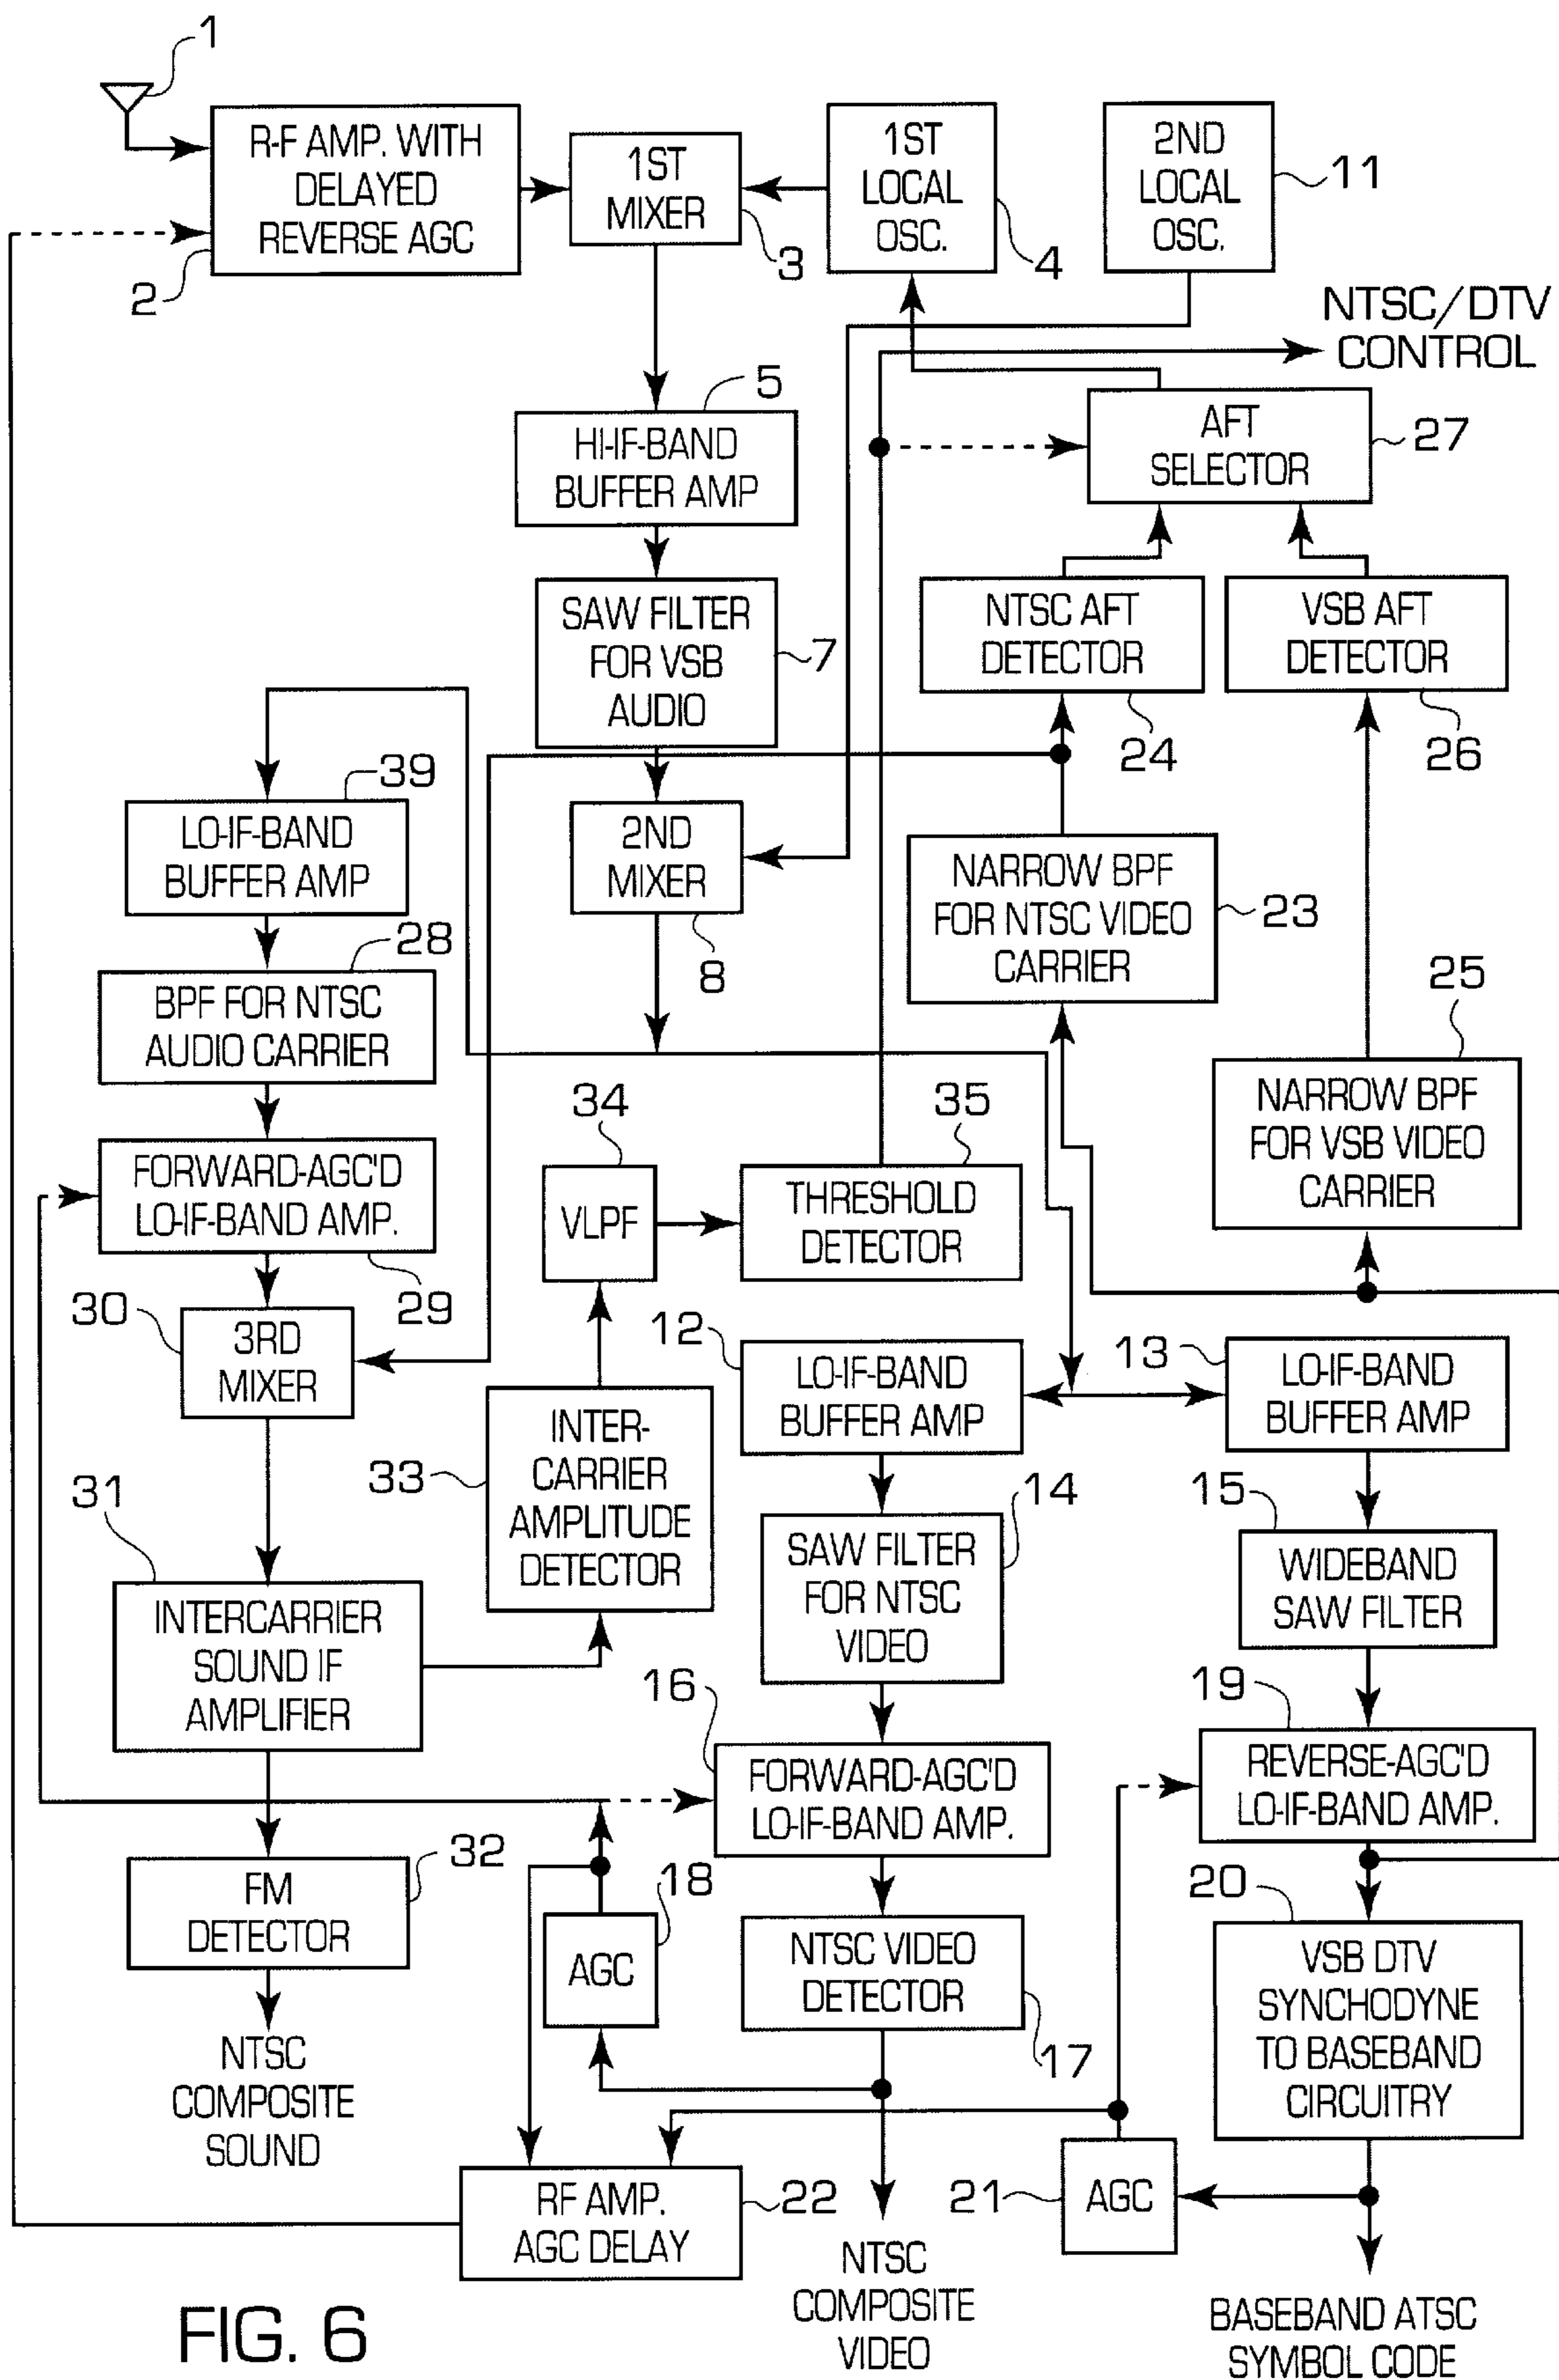 1
R-F AMP. WITH
DELAYED
REVERSE AGC
2
1ST
MIXER
3
1ST
LOCAL
OSC.
4
2ND
LOCAL
OSC.
11
NTSC/DTV
CONTROL
5
HI-IF-BAND
BUFFER AMP
AFT
SELECTOR
27
SAW FILTER
FOR VSB
AUDIO
7
NTSC AFT
DETECTOR
24
VSB AFT
DETECTOR
26
39
LO-IF-BAND
BUFFER AMP
2ND
MIXER
8
NARROW BPF
FOR NTSC VIDEO
CARRIER
23
28
BPF FOR NTSC
AUDIO CARRIER
25
NARROW BPF
FOR VSB VIDEO
CARRIER
34
VLPF
35
THRESHOLD
DETECTOR
FORWARD-AGC'D
LO-IF-BAND AMP.
29
30
3RD
MIXER
12
LO-IF-BAND
BUFFER AMP
13
LO-IF-BAND
BUFFER AMP
33
INTER-
CARRIER
AMPLITUDE
DETECTOR
14
SAW FILTER
FOR NTSC
VIDEO
15
WIDEBAND
SAW FILTER
31
INTERCARRIER
SOUND IF
AMPLIFIER
16
FORWARD-AGC'D
LO-IF-BAND AMP.
19
REVERSE-AGC'D
LO-IF-BAND AMP.
32
FM
DETECTOR
18
AGC
NTSC VIDEO
DETECTOR
17
20
VSB DTV
SYNCHODYNE
TO BASEBAND
CIRCUITRY
NTSC
COMPOSITE
SOUND
RF AMP.
AGC DELAY
22
21
AGC
NTSC
COMPOSITE
VIDEO
BASEBAND ATSC
SYMBOL CODE
FIG. 6